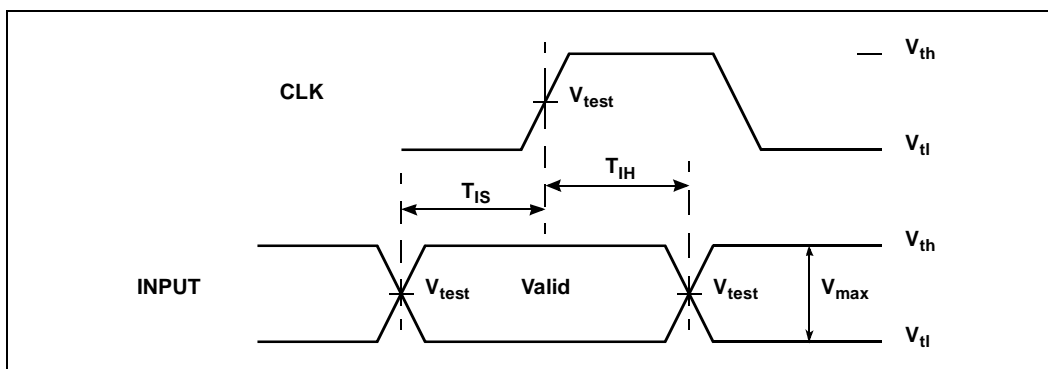 V_th
CLK
V_test
V_tl
T_IH
T_IS
V_th
INPUT
V_test
Valid
V_test
V_max
V_tl